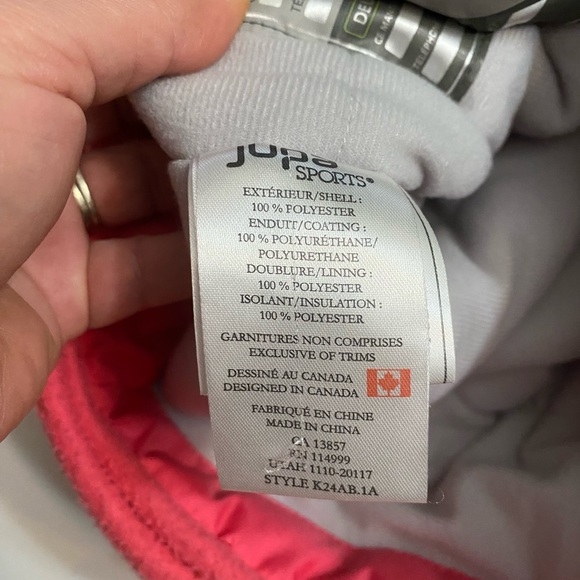 DE
TELEPHO
jupa
SPORTS®
EXTÉRIEUR/SHELL :
100 % POLYESTER
ENDUIT/COATING :
100 % POLYURÉTHANE/
POLYURETHANE
DOUBLURE/LINING :
100 % POLYESTER
ISOLANT/INSULATION :
100 % POLYESTER
GARNITURES NON COMPRISES
EXCLUSIVE OF TRIMS
DESSINÉ AU CANADA
DESIGNED IN CANADA
FABRIQUÉ EN CHINE
MADE IN CHINA
CA 13857
RN 114999
UTAH 1110-20117
STYLE K24AB.1A